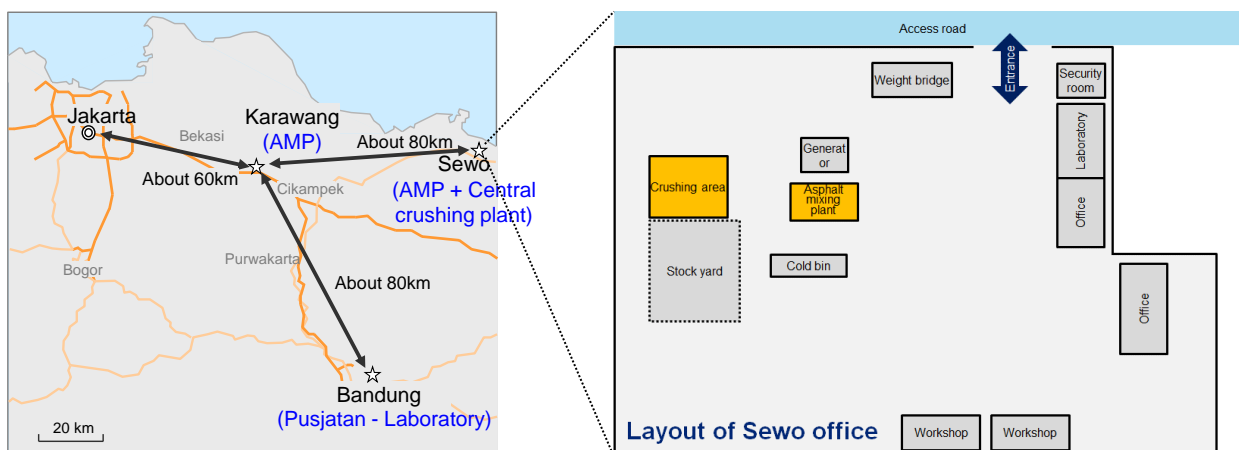 Jakarta
Bekasi
Karawang
(AMP)
About 80km
Sewo
(AMP + Central
crushing plant)
About 60km
Cikampek
Bogor
Purwakarta
About 80km
Bandung
(Pusjatan - Laboratory)
20 km
Access road
Entrance
Weight bridge
Security
room
Laboratory
Office
Generat
or
Crushing area
Asphalt
mixing
plant
Stock yard
Cold bin
Office
Layout of Sewo office
Workshop
Workshop